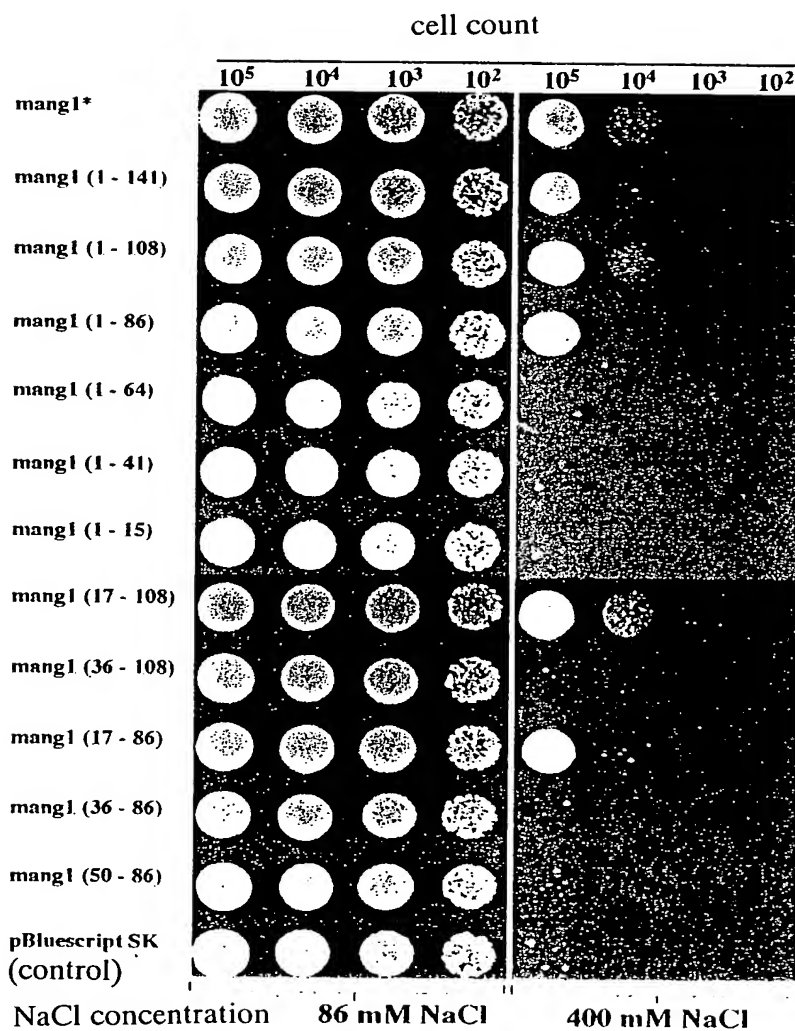 cell count
10⁵ 10⁴ 10³ 10² 10⁵ 10⁴ 10³ 10²
mang1*
mang1 (1 - 141)
mang1 (1 - 108)
mang1 (1 - 86)
mang1 (1 - 64)
mang1 (1 - 41)
mang1 (1 - 15)
mang1 (17 - 108)
mang1 (36 - 108)
mang1 (17 - 86)
mang1 (36 - 86)
mang1 (50 - 86)
pBluescript SK
(control)
NaCl concentration 86 mM NaCl 400 mM NaCl